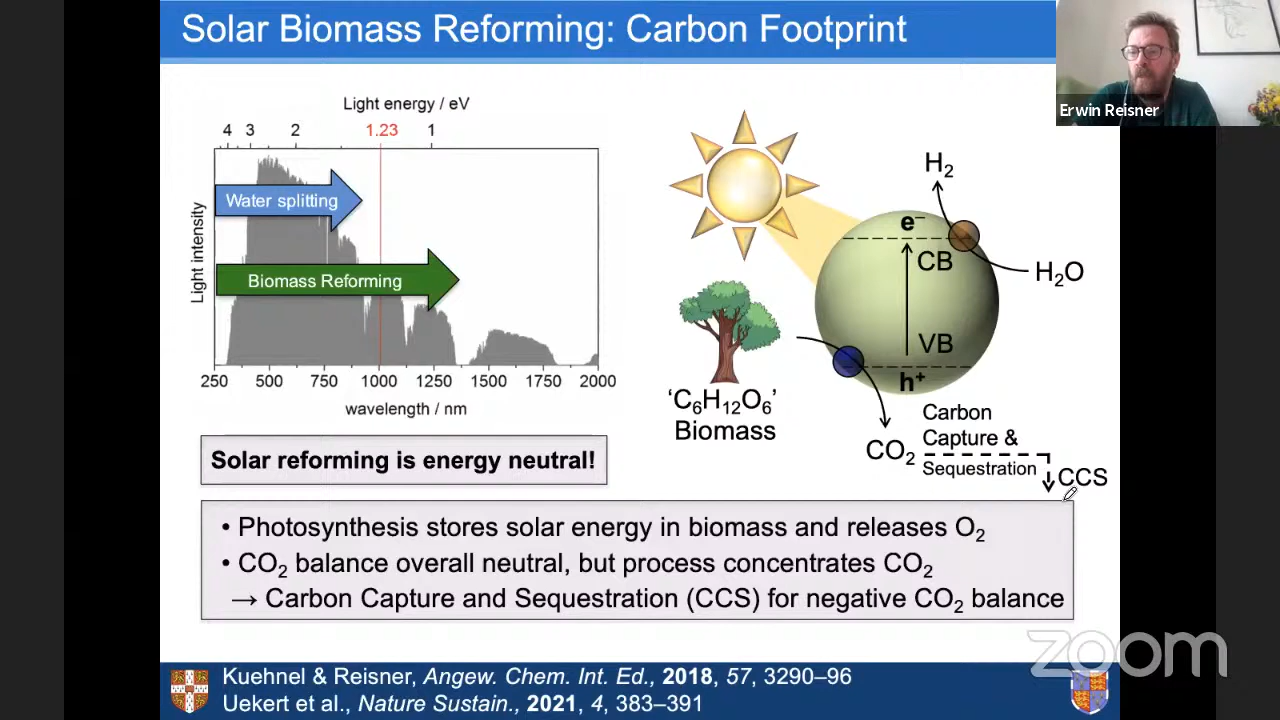 Solar Biomass Reforming: Carbon Footprint
Erwin Reisner
Light energy / eV
4 3 2 1.23 1
Light intensity
Water splitting
Biomass Reforming
250 500 750 1000 1250 1500 1750 2000
wavelength / nm
Solar reforming is energy neutral!
H₂
e⁻
CB
H₂O
VB
h⁺
'C₆H₁₂O₆'
Biomass
CO₂
Carbon
Capture &
Sequestration
CCS
• Photosynthesis stores solar energy in biomass and releases O₂
• CO₂ balance overall neutral, but process concentrates CO₂
→ Carbon Capture and Sequestration (CCS) for negative CO₂ balance
zoom
Kuehnel & Reisner, Angew. Chem. Int. Ed., 2018, 57, 3290–96
Uekert et al., Nature Sustain., 2021, 4, 383–391